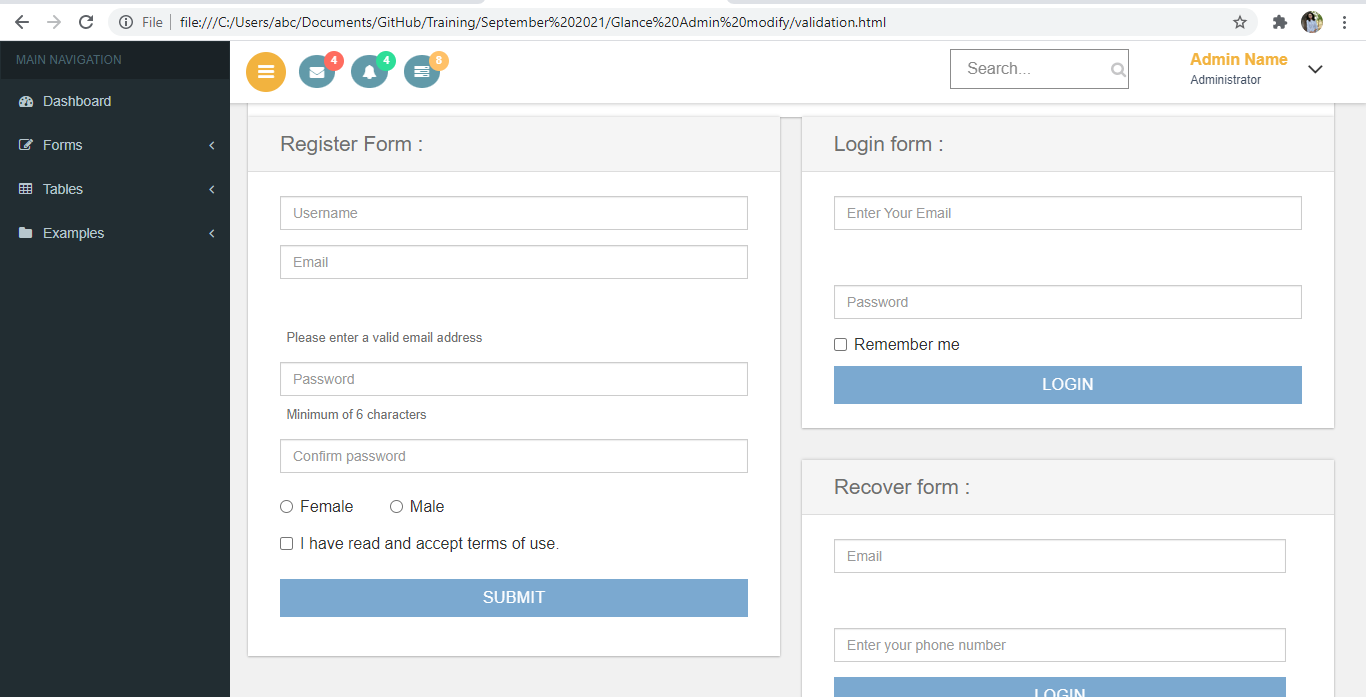 File | file:///C:/Users/abc/Documents/GitHub/Training/September%202021/Glance%20Admin%20modify/validation.html
MAIN NAVIGATION
Dashboard
Forms
Tables
Examples
4
4
8
Search...
Admin Name
Administrator
Register Form :
Username
Email
Please enter a valid email address
Password
Minimum of 6 characters
Confirm password
Female Male
I have read and accept terms of use.
SUBMIT
Login form :
Enter Your Email
Password
Remember me
LOGIN
Recover form :
Email
Enter your phone number
LOGIN